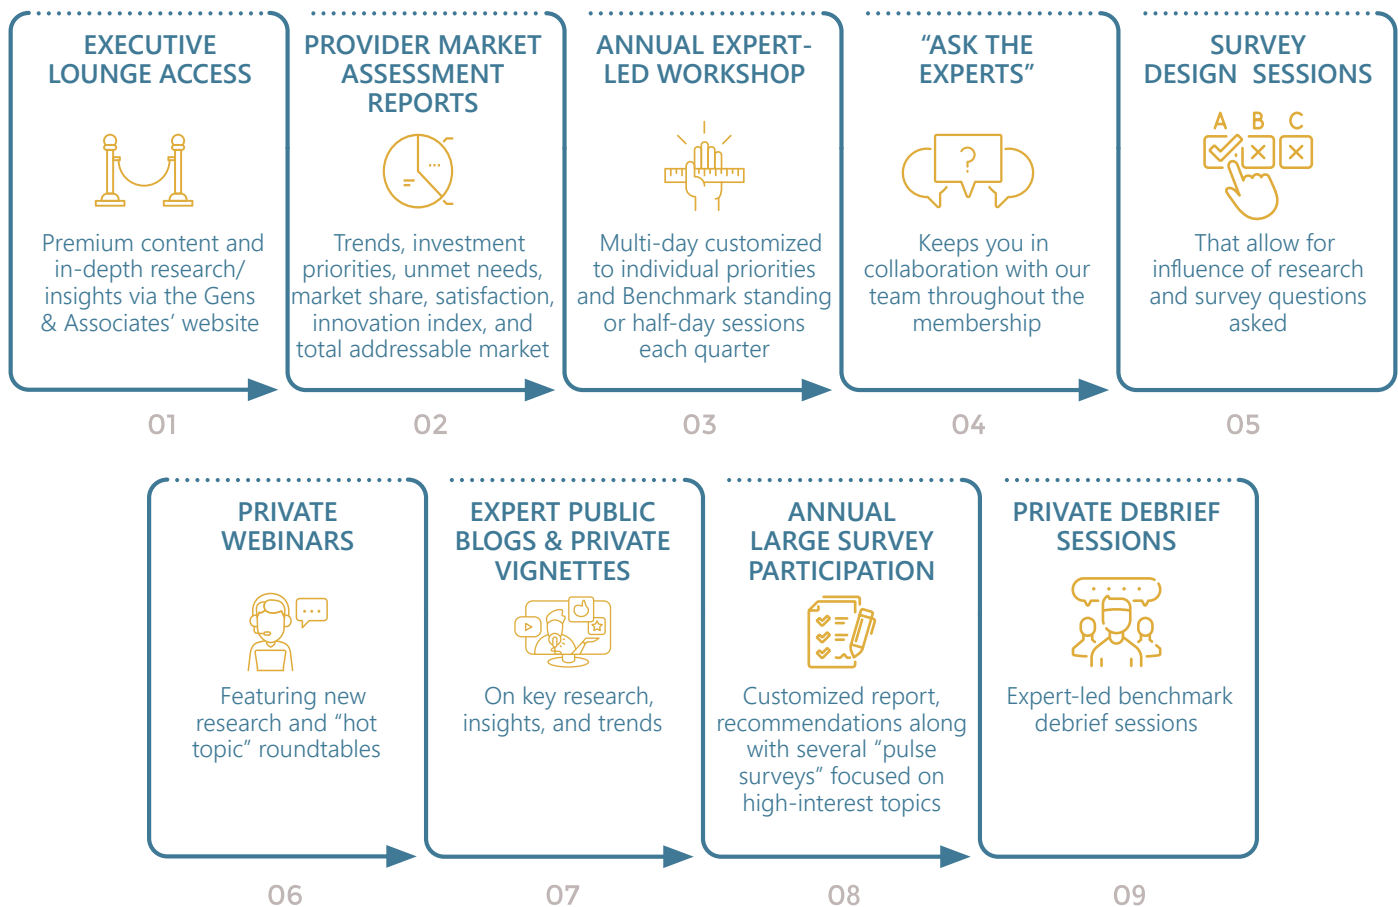 EXECUTIVE
LOUNGE ACCESS
Premium content and
in-depth research/
insights via the Gens
& Associates’ website
01
PROVIDER MARKET
ASSESSMENT
REPORTS
Trends, investment
priorities, unmet needs,
market share, satisfaction,
innovation index, and
total addressable market
02
ANNUAL EXPERT-
LED WORKSHOP
Multi-day customized
to individual priorities
and Benchmark standing
or half-day sessions
each quarter
03
“ASK THE
EXPERTS”
?
Keeps you in
collaboration with our
team throughout the
membership
04
SURVEY
DESIGN SESSIONS
A B C
That allow for
influence of research
and survey questions
asked
05
PRIVATE
WEBINARS
Featuring new
research and “hot
topic” roundtables
06
EXPERT PUBLIC
BLOGS & PRIVATE
VIGNETTES
On key research,
insights, and trends
07
ANNUAL
LARGE SURVEY
PARTICIPATION
Customized report,
recommendations along
with several “pulse
surveys” focused on
high-interest topics
08
PRIVATE DEBRIEF
SESSIONS
Expert-led benchmark
debrief sessions
09